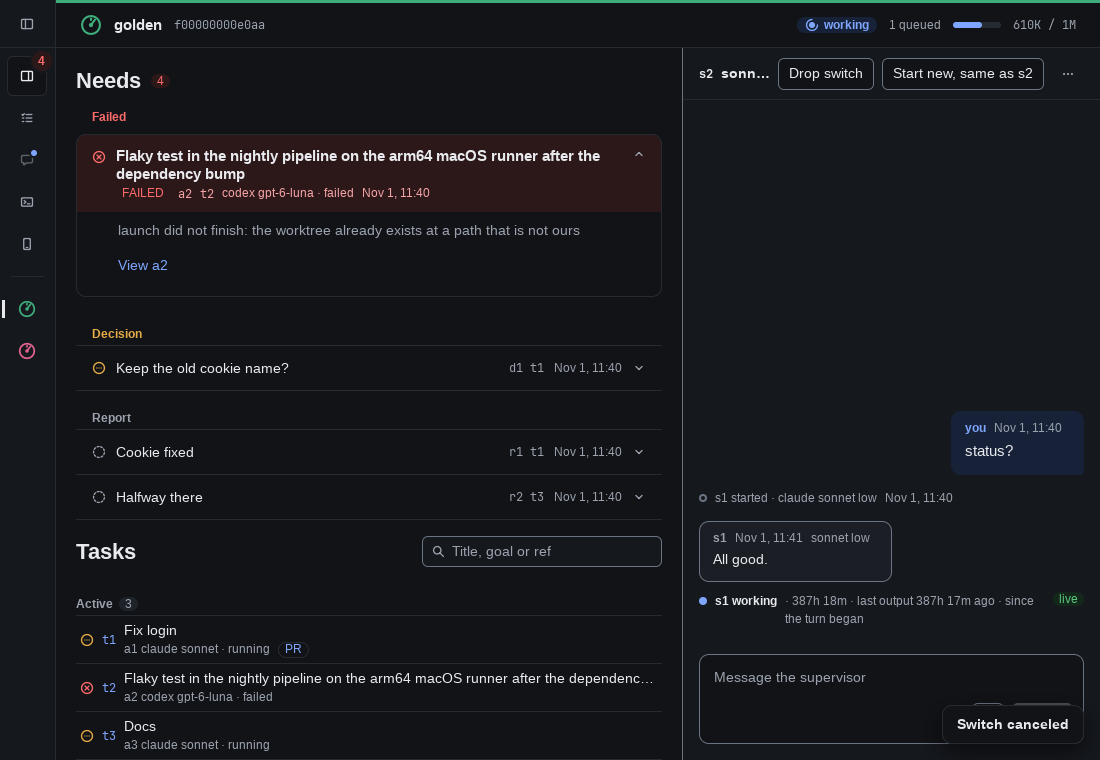 golden f00000000e0aa
working 1 queued 610K / 1M
4
Needs 4
Failed
Flaky test in the nightly pipeline on the arm64 macOS runner after the
dependency bump
FAILED a2 t2 codex gpt-6-luna · failed Nov 1, 11:40
launch did not finish: the worktree already exists at a path that is not ours
View a2
Decision
Keep the old cookie name? d1 t1 Nov 1, 11:40
Report
Cookie fixed r1 t1 Nov 1, 11:40
Halfway there r2 t3 Nov 1, 11:40
Tasks
Title, goal or ref
Active 3
t1 Fix login
a1 claude sonnet · running PR
t2 Flaky test in the nightly pipeline on the arm64 macOS runner after the dependenc…
a2 codex gpt-6-luna · failed
t3 Docs
a3 claude sonnet · running
s2 sonn… Drop switch Start new, same as s2 ···
you Nov 1, 11:40
status?
s1 started · claude sonnet low Nov 1, 11:40
s1 Nov 1, 11:41 sonnet low
All good.
s1 working · 387h 18m · last output 387h 17m ago · since
the turn began
live
Message the supervisor
Switch canceled